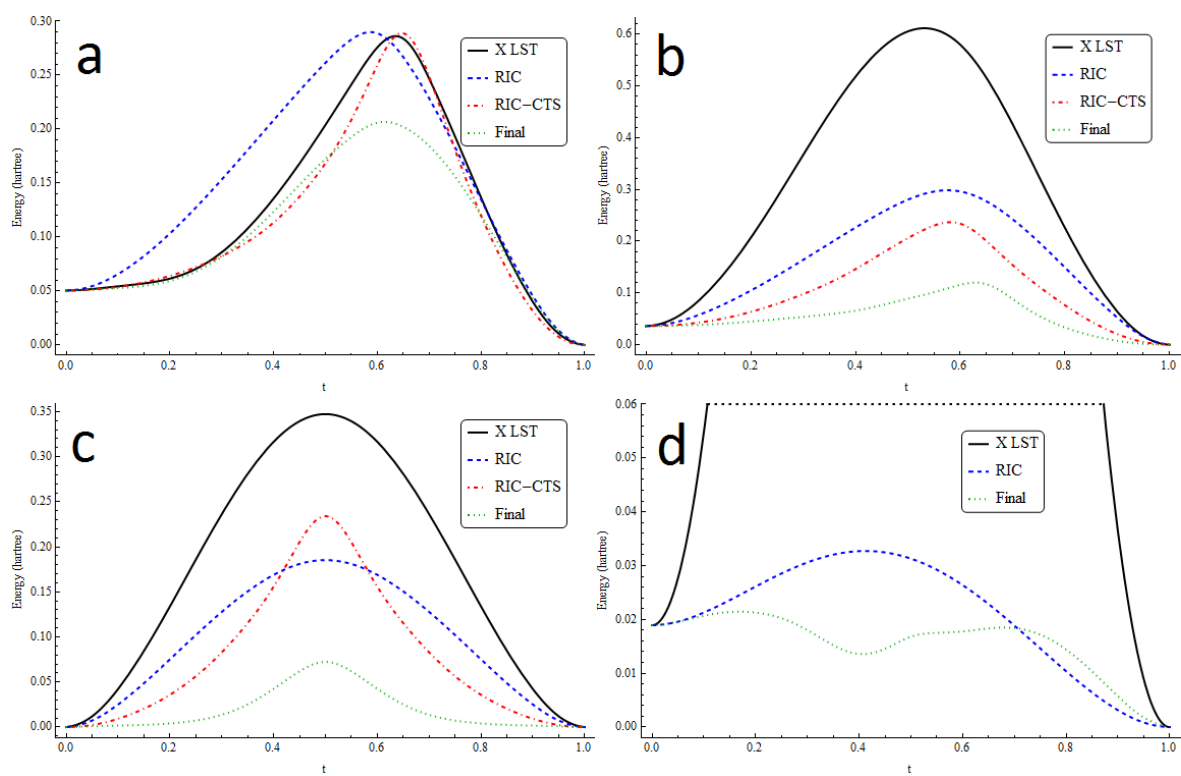 a
0.30
0.25
0.20
0.15
0.10
0.05
0.00
Energy (hartree)
0.0 0.2 0.4 0.6 0.8 1.0
t
X LST
RIC
RIC−CTS
Final
b
0.6
0.5
0.4
0.3
0.2
0.1
0.0
Energy (hartree)
0.0 0.2 0.4 0.6 0.8 1.0
t
X LST
RIC
RIC−CTS
Final
c
0.35
0.30
0.25
0.20
0.15
0.10
0.05
0.00
Energy (hartree)
0.0 0.2 0.4 0.6 0.8 1.0
t
X LST
RIC
RIC−CTS
Final
d
0.06
0.05
0.04
0.03
0.02
0.01
0.00
Energy (hartree)
0.0 0.2 0.4 0.6 0.8 1.0
t
X LST
RIC
Final